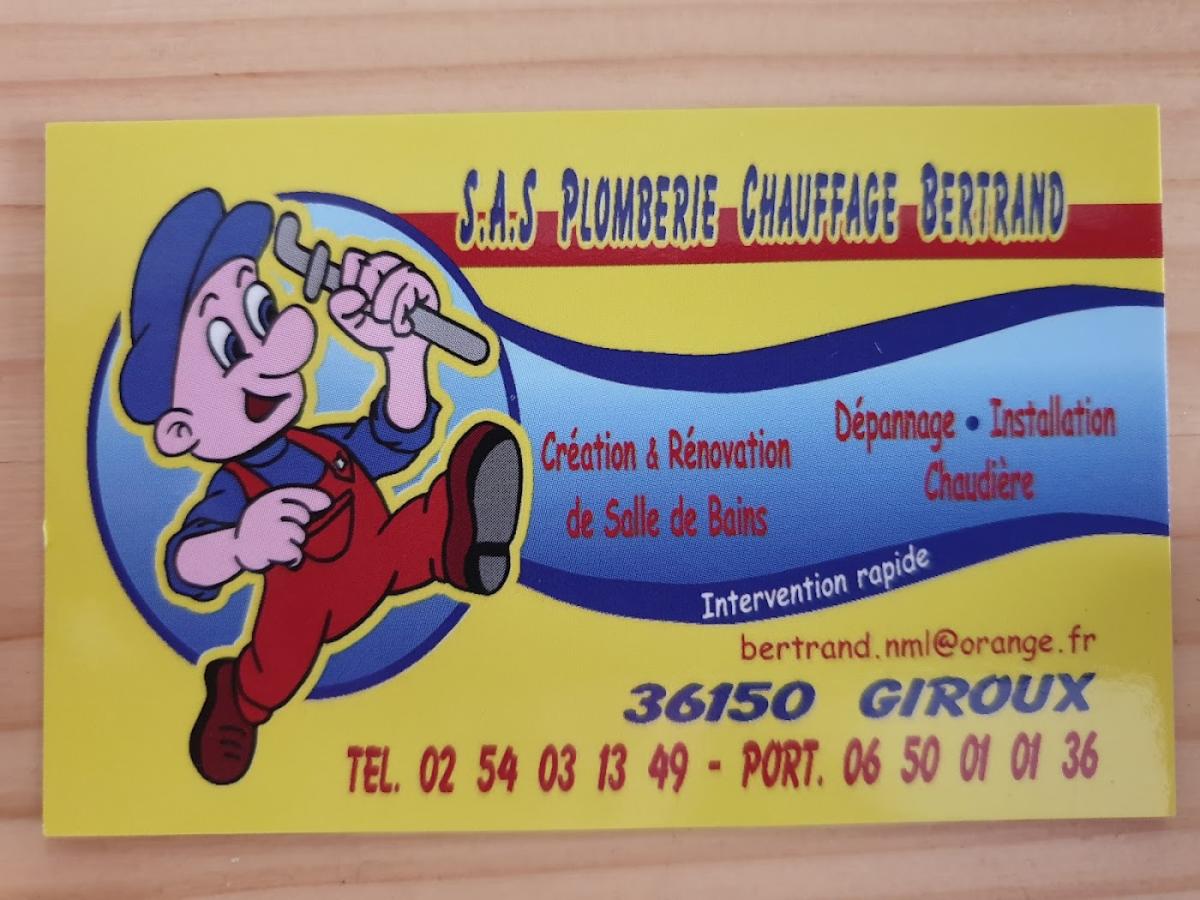 S.A.S PLOMBERIE CHAUFFAGE BERTRAND
Création & Rénovation
de Salle de Bains
Dépannage • Installation
Chaudière
Intervention rapide
bertrand.nml@orange.fr
36150 GIROUX
TEL. 02 54 03 13 49 - PORT. 06 50 01 01 36